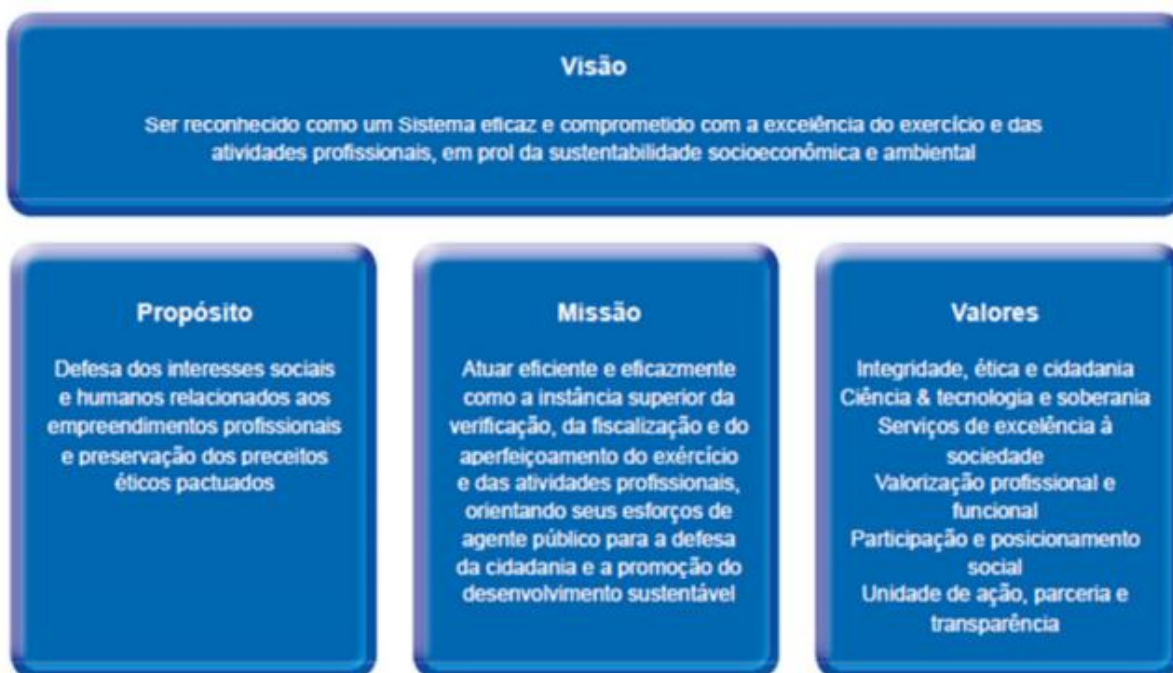 Visão
Ser reconhecido como um Sistema eficaz e comprometido com a excelência do exercício e das
atividades profissionais, em prol da sustentabilidade socioeconômica e ambiental
Propósito
Defesa dos interesses sociais
e humanos relacionados aos
empreendimentos profissionais
e preservação dos preceitos
éticos pactuados
Missão
Atuar eficiente e eficazmente
como a instância superior da
verificação, da fiscalização e do
aperfeiçoamento do exércício
e das atividades profissionais,
orientando seus esforços de
agente público para a defesa
da cidadania e a promoção do
desenvolvimento sustentável
Valores
Integridade, ética e cidadania
Ciência & tecnologia e soberania
Serviços de excelência à
sociedade
Valorização profissional e
funcional
Participação e posicionamento
social
Unidade de ação, parceria e
transparência